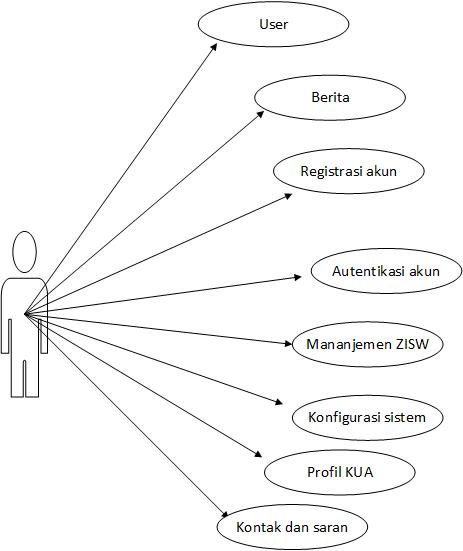 User
Berita
Registrasi akun
Autentikasi akun
Mananjemen ZISW
Konfigurasi sistem
Profil KUA
Kontak dan saran